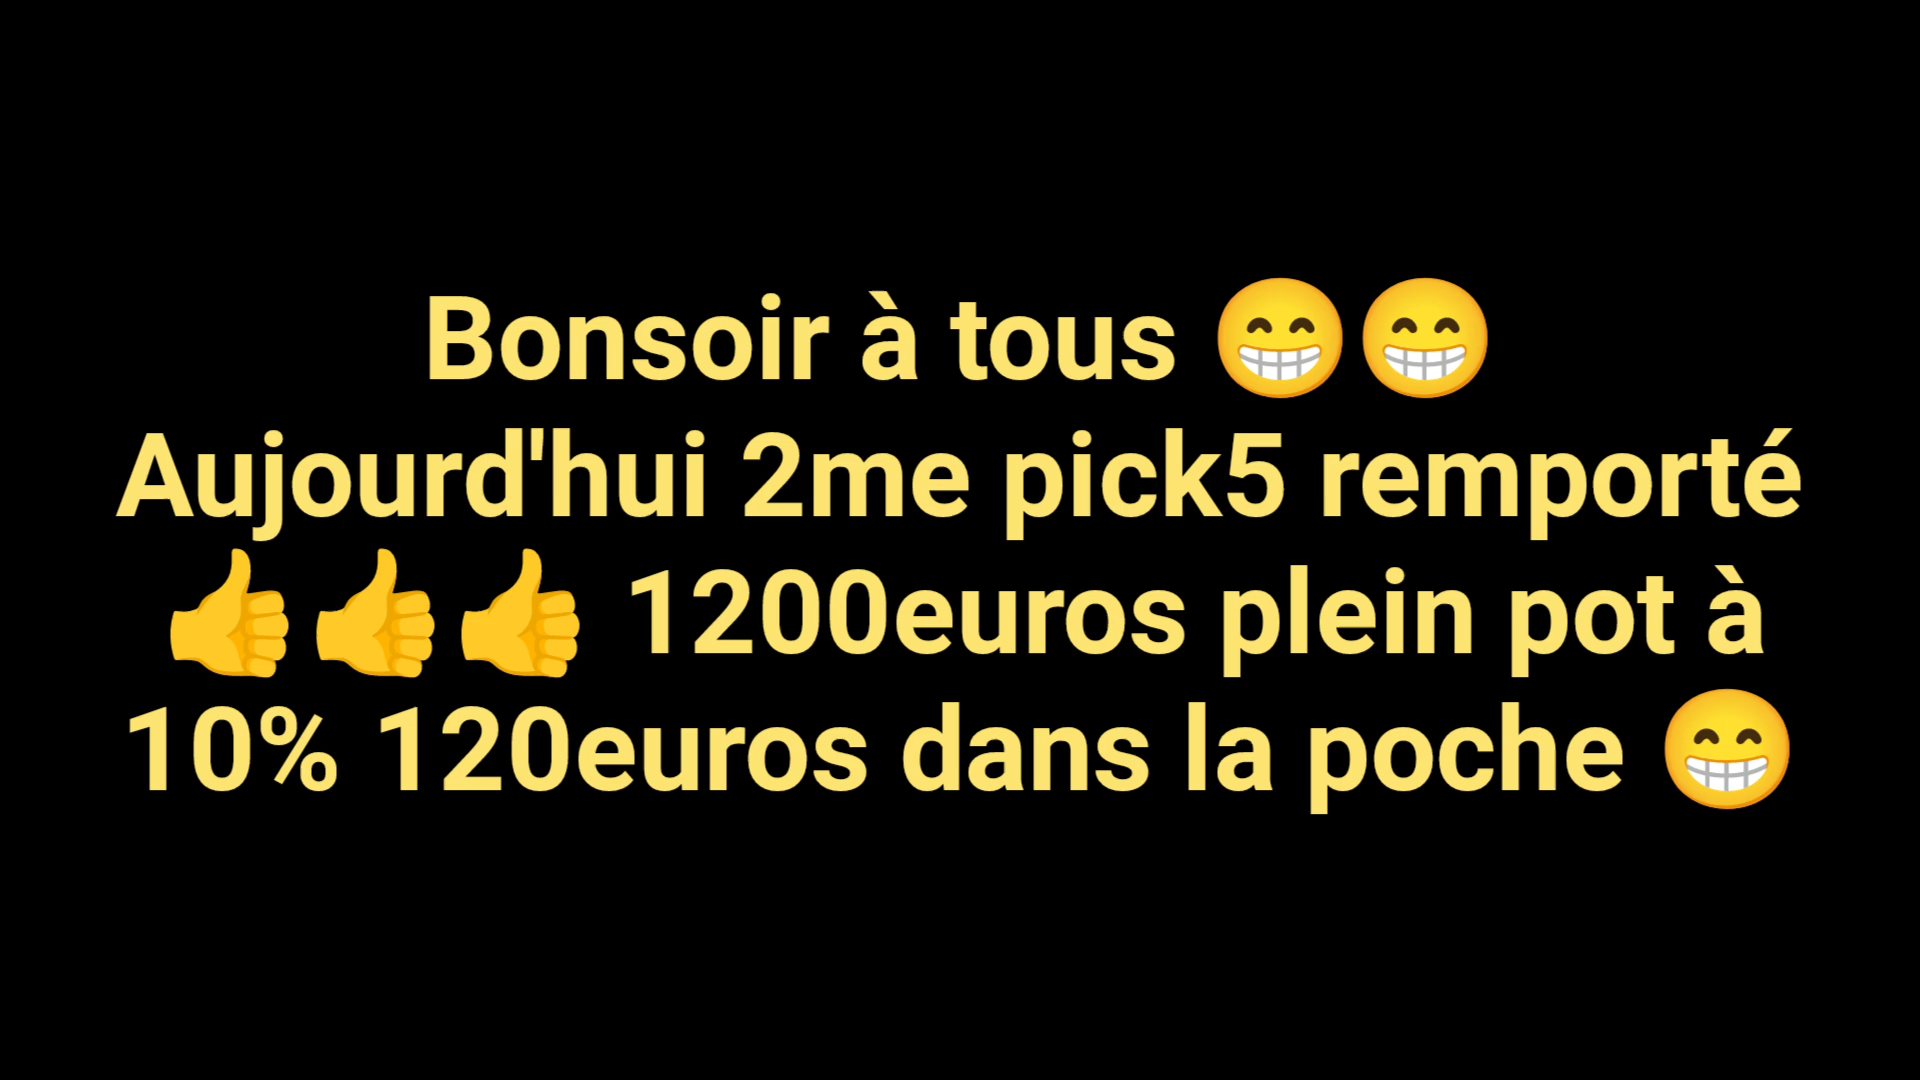 Bonsoir à tous 😁😁
Aujourd'hui 2me pick5 remporté
👍👍👍 1200euros plein pot à
10% 120euros dans la poche 😁